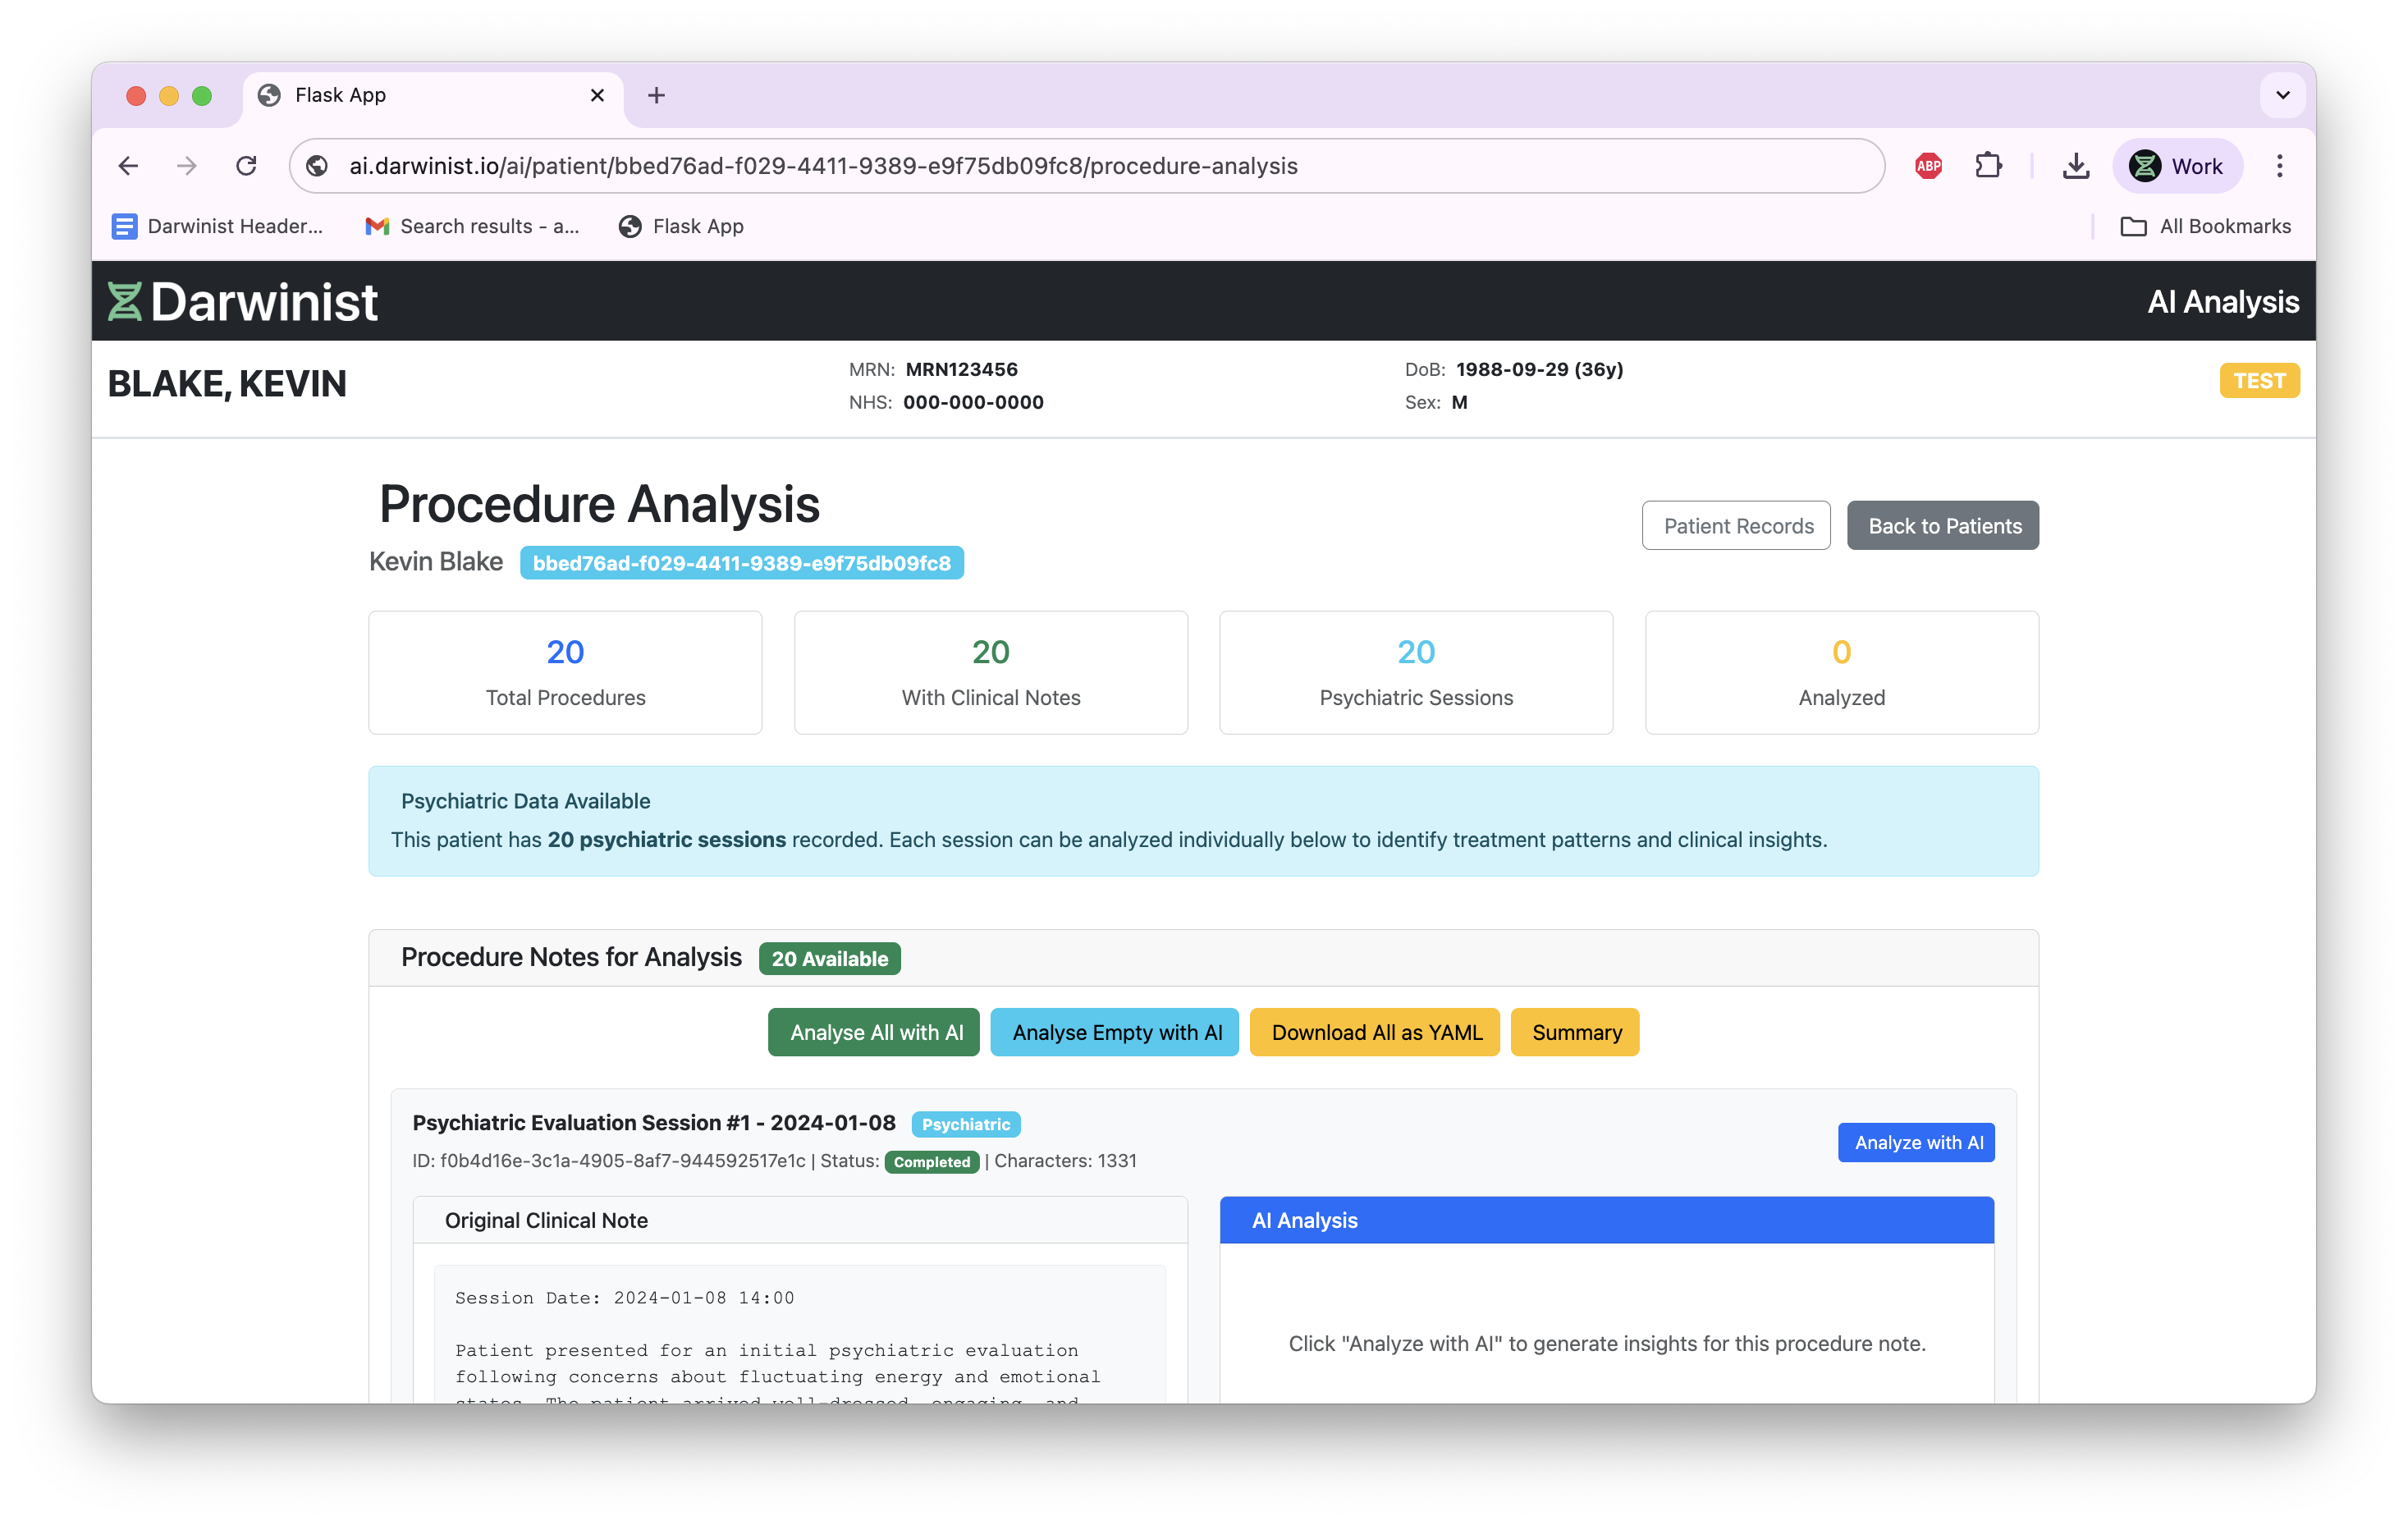 Flask App
ai.darwinist.io/ai/patient/bbed76ad-f029-4411-9389-e9f75db09fc8/procedure-analysis
ABP
Work
Darwinist Header...
Search results - a...
Flask App
All Bookmarks
Darwinist
AI Analysis
BLAKE, KEVIN
MRN: MRN123456
NHS: 000-000-0000
DoB: 1988-09-29 (36y)
Sex: M
TEST
Procedure Analysis
Kevin Blake bbed76ad-f029-4411-9389-e9f75db09fc8
Patient Records
Back to Patients
20
Total Procedures
20
With Clinical Notes
20
Psychiatric Sessions
0
Analyzed
Psychiatric Data Available
This patient has 20 psychiatric sessions recorded. Each session can be analyzed individually below to identify treatment patterns and clinical insights.
Procedure Notes for Analysis 20 Available
Analyse All with AI
Analyse Empty with AI
Download All as YAML
Summary
Psychiatric Evaluation Session #1 - 2024-01-08 Psychiatric
ID: f0b4d16e-3c1a-4905-8af7-944592517e1c | Status: Completed | Characters: 1331
Analyze with AI
Original Clinical Note
Session Date: 2024-01-08 14:00
Patient presented for an initial psychiatric evaluation
following concerns about fluctuating energy and emotional
states. The patient arrived well-dressed, engaging, and
AI Analysis
Click "Analyze with AI" to generate insights for this procedure note.